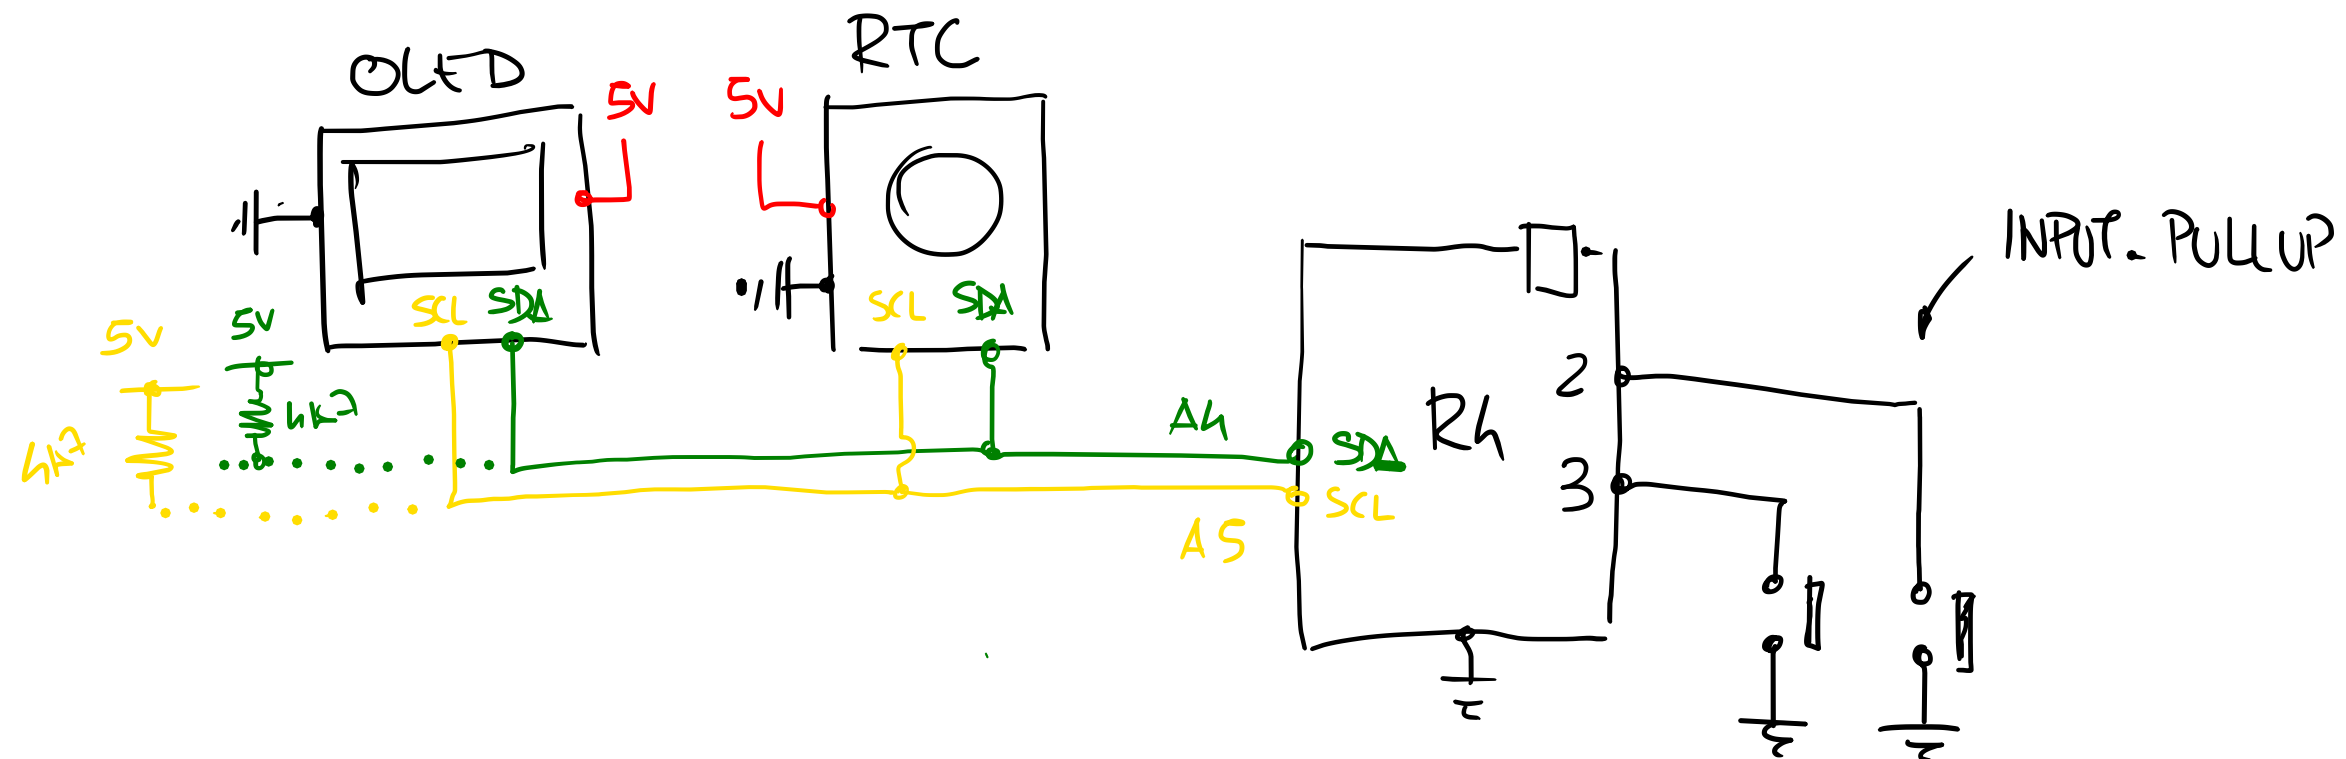 OLED
RTC
5V
5V
INPUT_PULLUP
SCL
SDA
SCL
SDA
5V
5V
4K7
4K7
A4
SDA
R4
2
SCL
3
A5